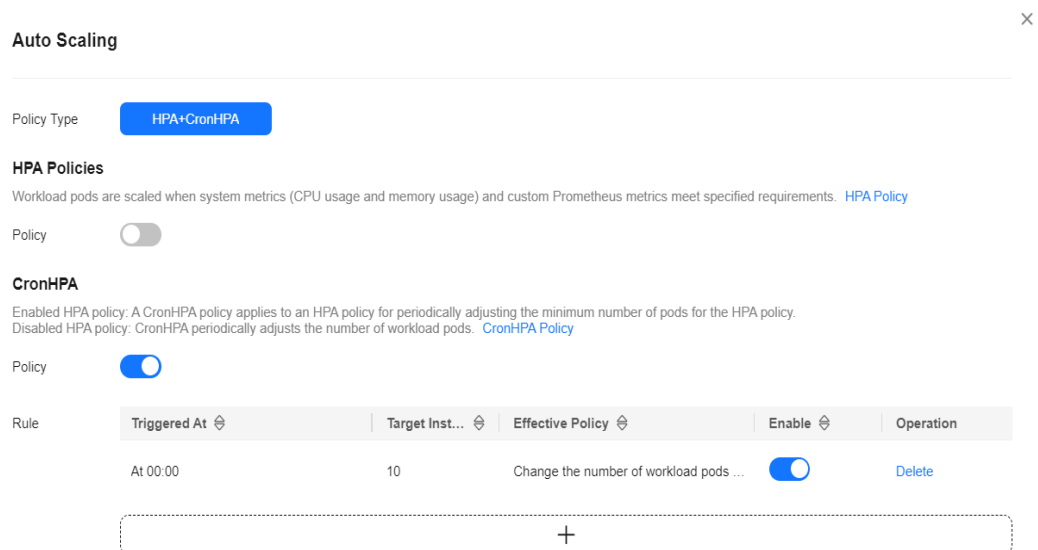 Auto Scaling
Policy Type HPA+CronHPA
HPA Policies
Workload pods are scaled when system metrics (CPU usage and memory usage) and custom Prometheus metrics meet specified requirements. HPA Policy
Policy
CronHPA
Enabled HPA policy: A CronHPA policy applies to an HPA policy for periodically adjusting the minimum number of pods for the HPA policy.
Disabled HPA policy: CronHPA periodically adjusts the number of workload pods. CronHPA Policy
Policy
Rule Triggered At Target Inst... Effective Policy Enable Operation
At 00:00 10 Change the number of workload pods ... Delete